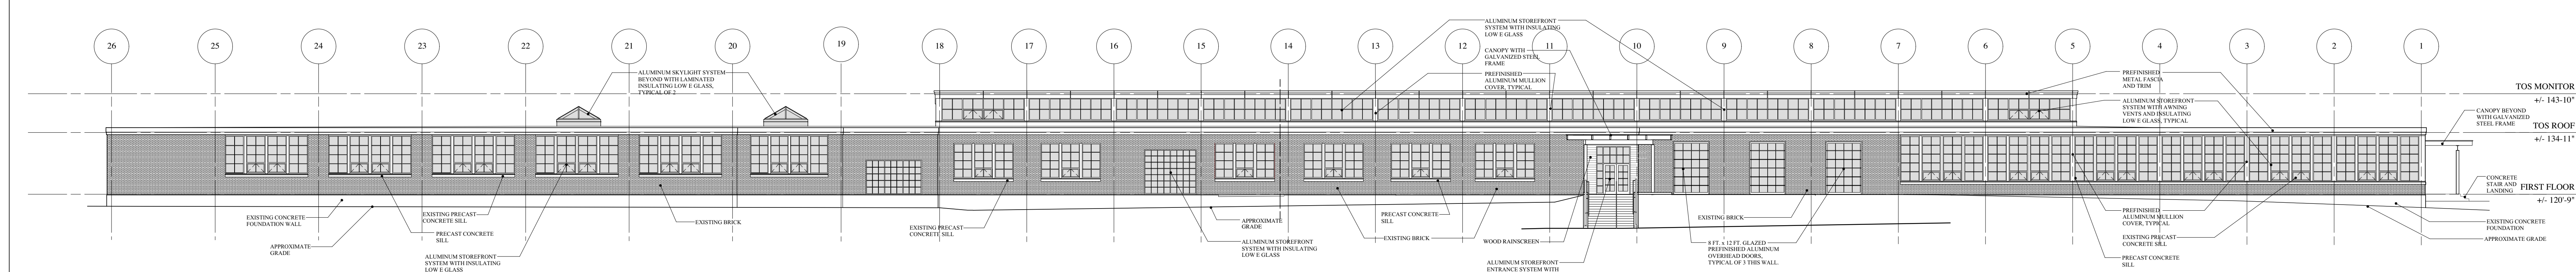 26 25 24 23 22 21 20 19 18 17 16 15 14 13 12 11 10 9 8 7 6 5 4 3 2 1
ALUMINUM STOREFRONT
SYSTEM WITH INSULATING
LOW E GLASS
CANOPY WITH
GALVANIZED STEEL
FRAME
PREFINISHED
ALUMINUM MULLION
COVER, TYPICAL
ALUMINUM SKYLIGHT SYSTEM
BEYOND WITH LAMINATED
INSULATING LOW E GLASS,
TYPICAL OF 2
PREFINISHED
METAL FASCIA
AND TRIM
ALUMINUM STOREFRONT
SYSTEM WITH AWNING
VENTS AND INSULATING
LOW E GLASS, TYPICAL
TOS MONITOR
+/- 143-10"
CANOPY BEYOND
WITH GALVANIZED
STEEL FRAME
TOS ROOF
+/- 134-11"
CONCRETE
STAIR AND
LANDING
FIRST FLOOR
+/- 120'-9"
EXISTING CONCRETE
FOUNDATION WALL
APPROXIMATE
GRADE
EXISTING PRECAST
CONCRETE SILL
PRECAST CONCRETE
SILL
ALUMINUM STOREFRONT
SYSTEM WITH INSULATING
LOW E GLASS
EXISTING BRICK
EXISTING PRECAST
CONCRETE SILL
APPROXIMATE
GRADE
ALUMINUM STOREFRONT
SYSTEM WITH INSULATING
LOW E GLASS
PRECAST CONCRETE
SILL
EXISTING BRICK
WOOD RAINSCREEN
ALUMINUM STOREFRONT
ENTRANCE SYSTEM WITH
EXISTING BRICK
8 FT. x 12 FT. GLAZED
PREFINISHED ALUMINUM
OVERHEAD DOORS,
TYPICAL OF 3 THIS WALL.
PREFINISHED
ALUMINUM MULLION
COVER, TYPICAL
EXISTING PRECAST
CONCRETE SILL
PRECAST CONCRETE
SILL
EXISTING CONCRETE
FOUNDATION
APPROXIMATE GRADE